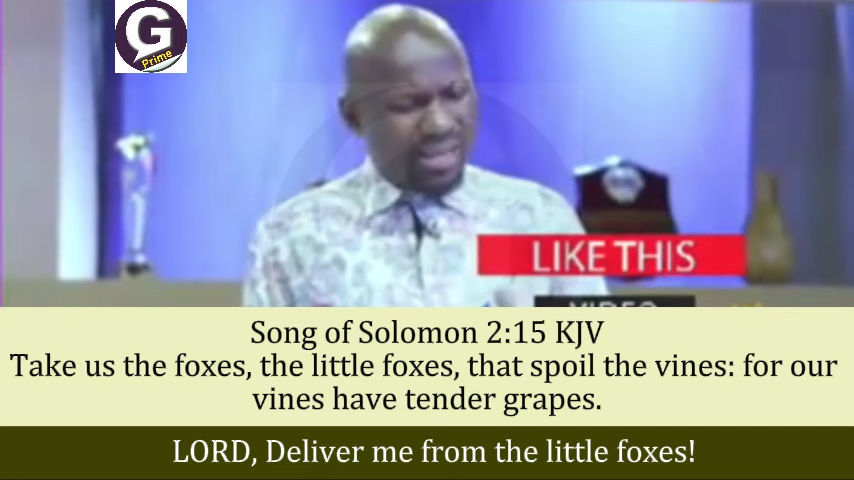 G
Prime
LIKE THIS
VIDEO
Song of Solomon 2:15 KJV
Take us the foxes, the little foxes, that spoil the vines: for our
vines have tender grapes.
LORD, Deliver me from the little foxes!